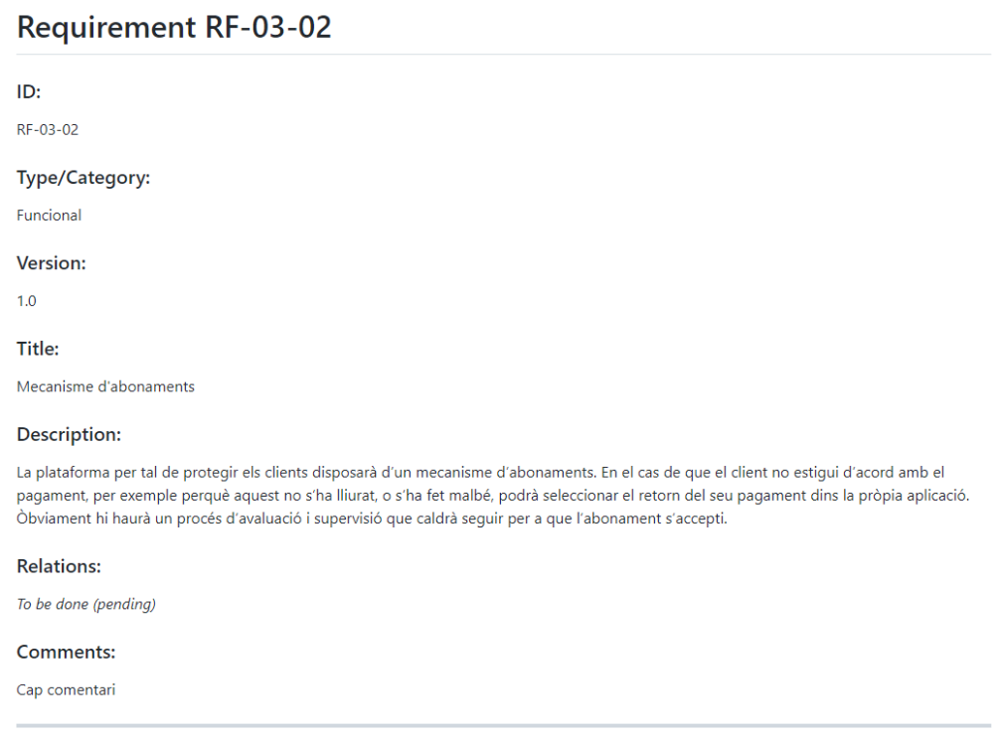 Requirement RF-03-02
ID:
RF-03-02
Type/Category:
Funcional
Version:
1.0
Title:
Mecanisme d'abonaments
Description:
La plataforma per tal de protegir els clients disposarà d'un mecanisme d'abonaments. En el cas de que el client no estigui d'acord amb el
pagament, per exemple perquè aquest no s'ha lliurat, o s'ha fet malbé, podrà seleccionar el retorn del seu pagament dins la pròpia aplicació.
Òbviament hi haurà un procés d'avaluació i supervisió que caldrà seguir per a que l'abonament s'accepti.
Relations:
To be done (pending)
Comments:
Cap comentari